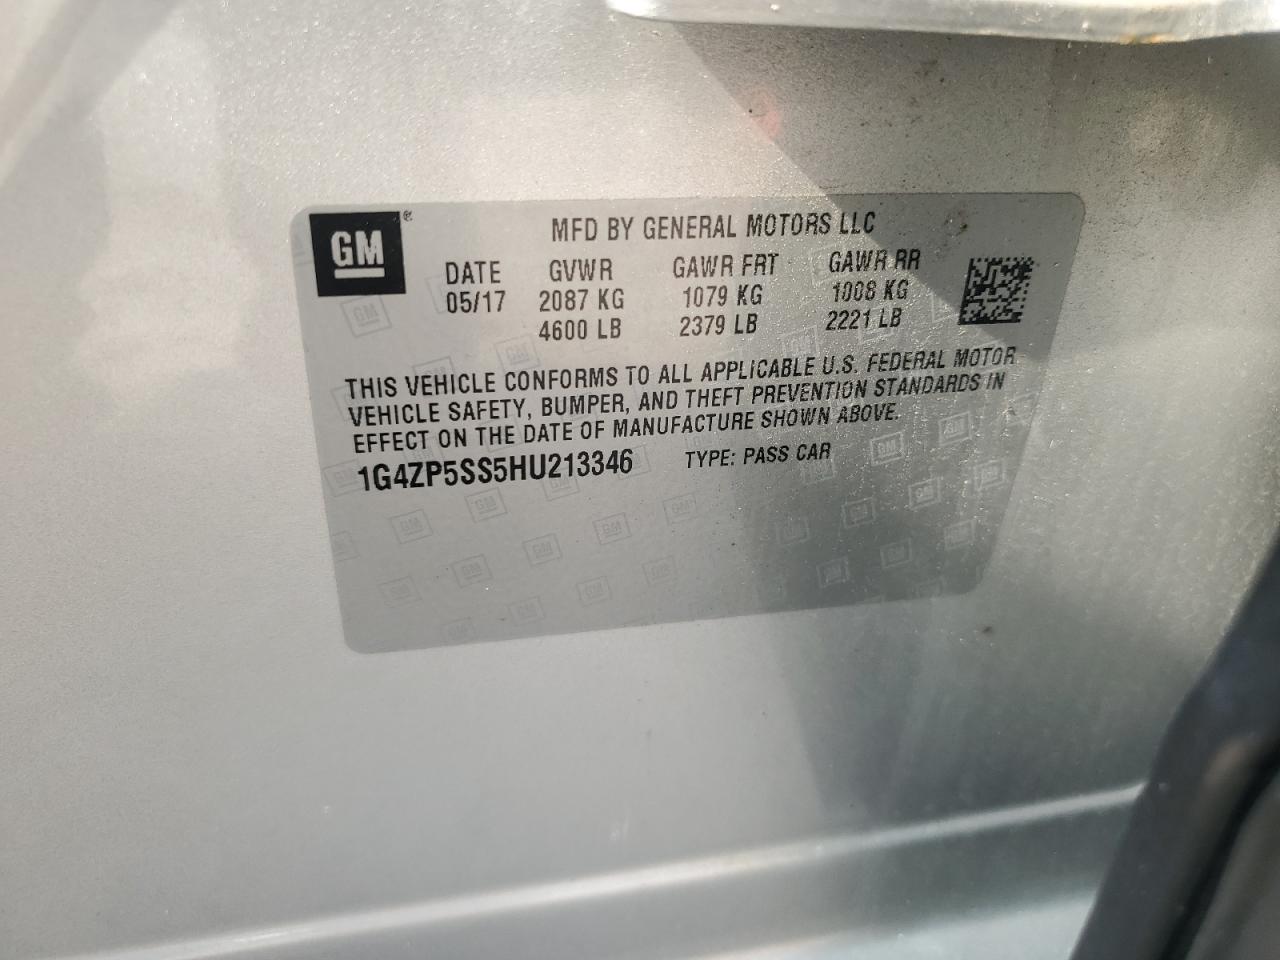 GM ®
MFD BY GENERAL MOTORS LLC
DATE GVWR GAWR FRT GAWR RR
05/17 2087 KG 1079 KG 1008 KG
4600 LB 2379 LB 2221 LB
THIS VEHICLE CONFORMS TO ALL APPLICABLE U.S. FEDERAL MOTOR
VEHICLE SAFETY, BUMPER, AND THEFT PREVENTION STANDARDS IN
EFFECT ON THE DATE OF MANUFACTURE SHOWN ABOVE.
1G4ZP5SS5HU213346 TYPE: PASS CAR